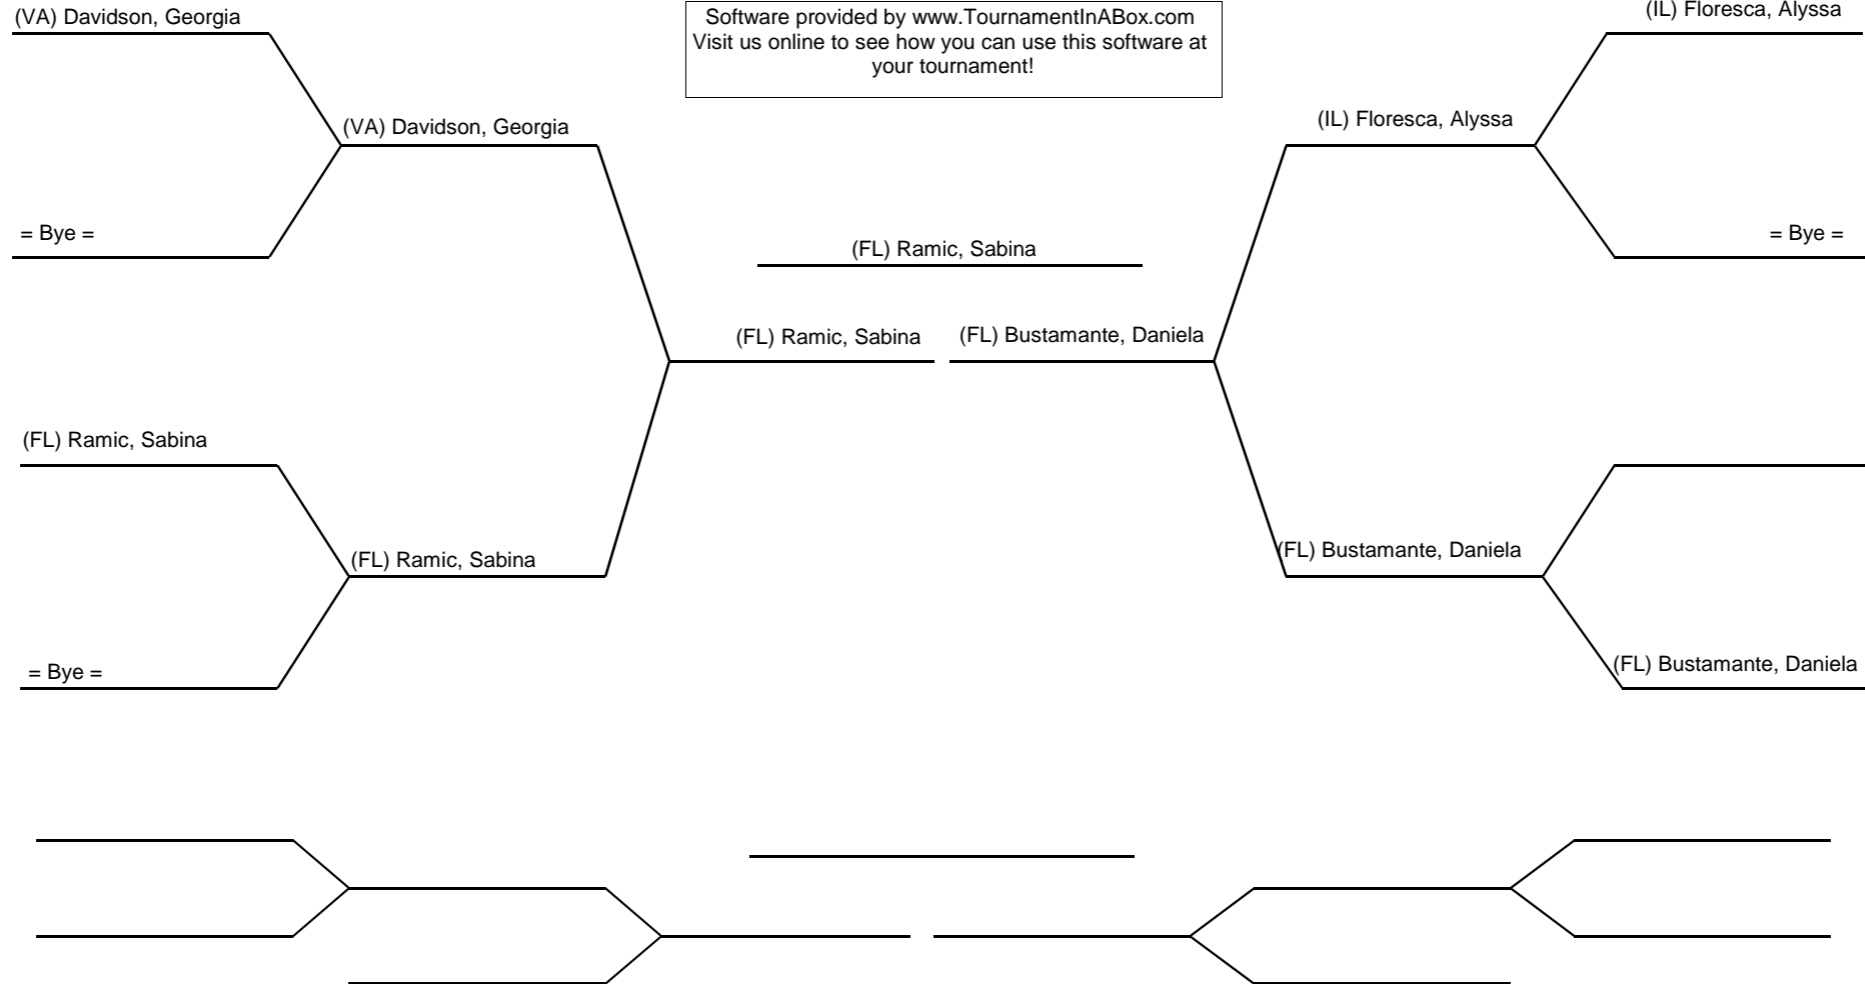 (VA) Davidson, Georgia
Software provided by www.TournamentInABox.com
Visit us online to see how you can use this software at
your tournament!
(IL) Floresca, Alyssa
(VA) Davidson, Georgia
(IL) Floresca, Alyssa
= Bye =
(FL) Ramic, Sabina
= Bye =
(FL) Ramic, Sabina
(FL) Bustamante, Daniela
(FL) Ramic, Sabina
(FL) Ramic, Sabina
(FL) Bustamante, Daniela
= Bye =
(FL) Bustamante, Daniela